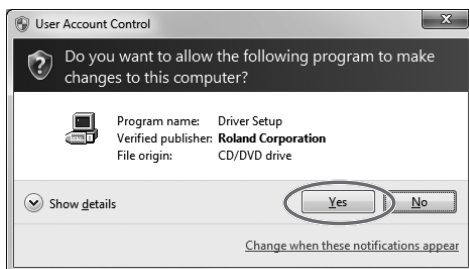 User Account Control
Do you want to allow the following program to make
changes to this computer?
Program name: Driver Setup
Verified publisher: Roland Corporation
File origin: CD/DVD drive
Show details
Yes No
Change when these notifications appear